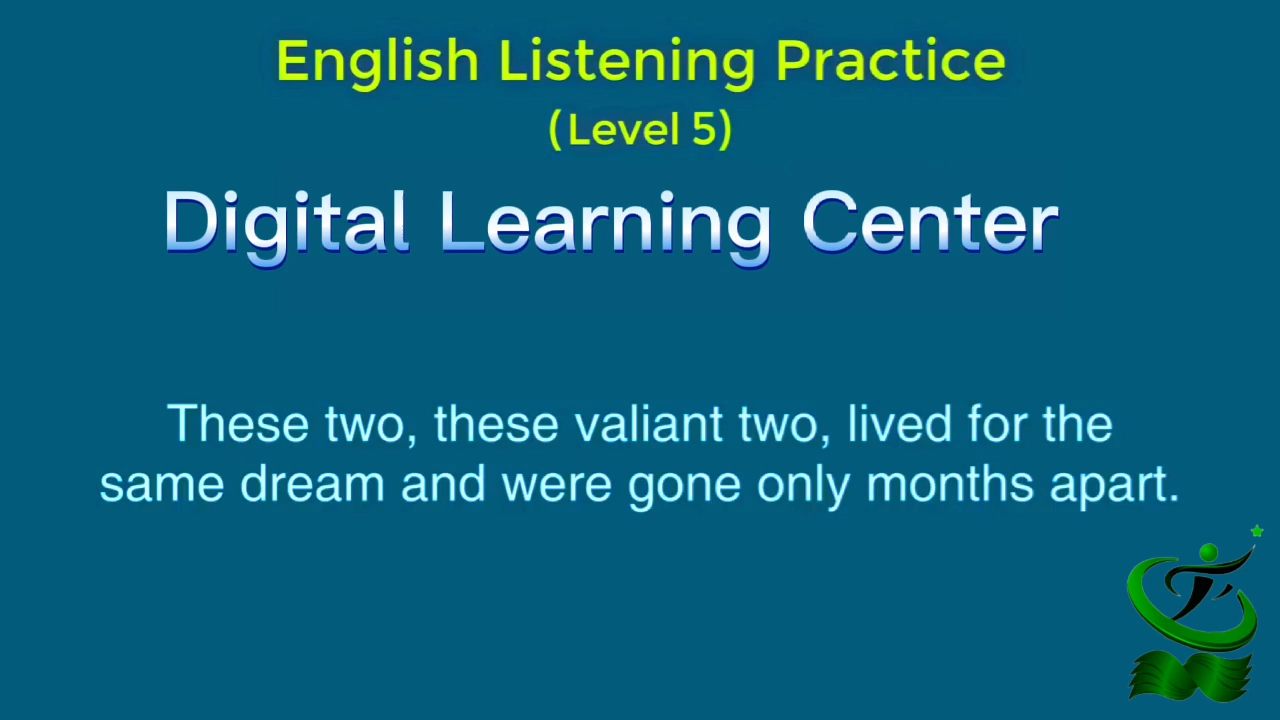 English Listening Practice
(Level 5)
Digital Learning Center
These two, these valiant two, lived for the
same dream and were gone only months apart.